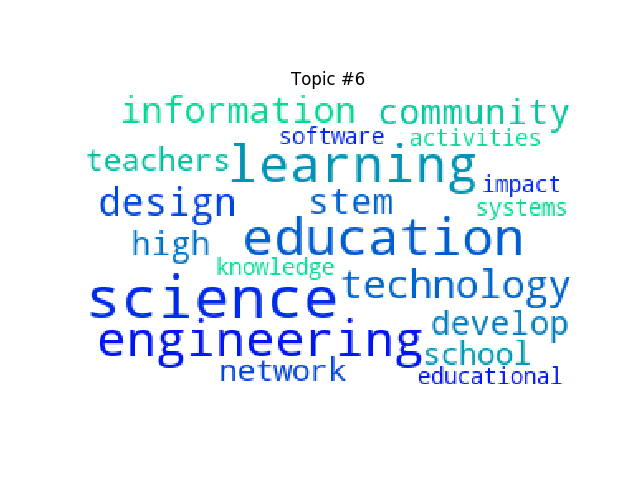 Topic #6
information community
software activities
teachers learning
impact
design stem systems
high education
knowledge
science technology
engineering develop
school
network educational